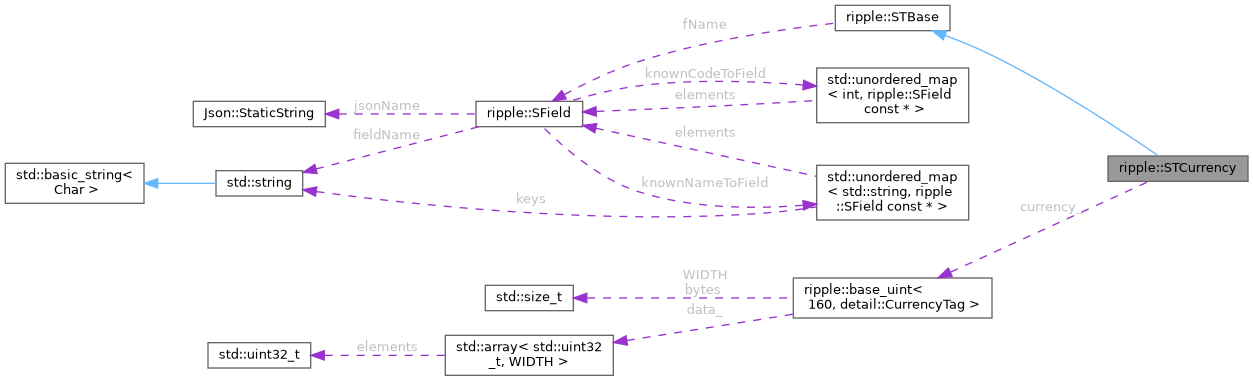 ripple::STBase
fName
knownCodeToField
std::unordered_map
< int, ripple::SField
const * >
elements
Json::StaticString
jsonName
ripple::SField
fieldName
elements
std::basic_string<
Char >
std::string
knownNameToField
keys
std::unordered_map
< std::string, ripple
::SField const * >
ripple::STCurrency
currency_
WIDTH
bytes
std::size_t
ripple::base_uint<
160, detail::CurrencyTag >
data_
std::uint32_t
elements
std::array< std::uint32
_t, WIDTH >